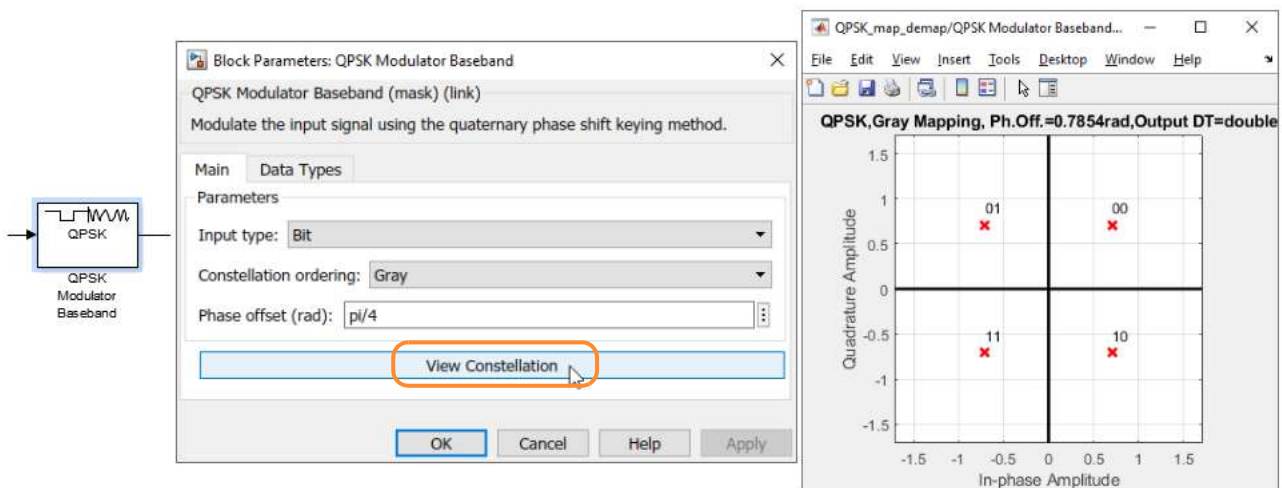 QPSK
QPSK
Modulator
Baseband
Block Parameters: QPSK Modulator Baseband
QPSK Modulator Baseband (mask) (link)
Modulate the input signal using the quaternary phase shift keying method.
Main Data Types
Parameters
Input type: Bit
Constellation ordering: Gray
Phase offset (rad): pi/4
View Constellation
OK Cancel Help Apply
QPSK_map_demap/QPSK Modulator Baseband...
File Edit View Insert Tools Desktop Window Help
QPSK,Gray Mapping, Ph.Off.=0.7854rad,Output DT=double
1.5
1
0.5
0
-0.5
-1
-1.5
Quadrature Amplitude
01 00
11 10
-1.5 -1 -0.5 0 0.5 1 1.5
In-phase Amplitude